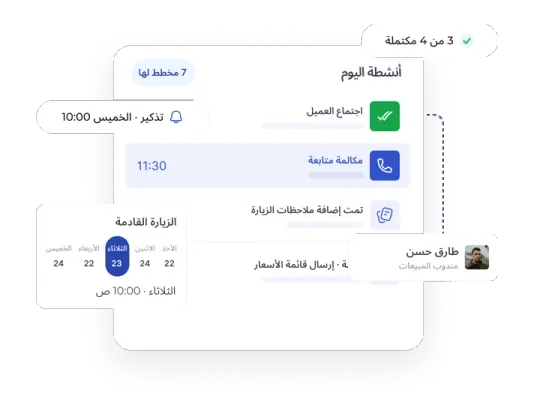 3 من 4 مكتملة
أنشطة اليوم
7 مخطط لها
اجتماع العميل
تذكير · الخميس 10:00
مكالمة متابعة
11:30
تمت إضافة ملاحظات الزيارة
الزيارة القادمة
الأحد الاثنين الثلاثاء الأربعاء الخميس
22 24 23 22 24
الثلاثاء · 10:00 ص
طارق حسن
مندوب المبيعات
· إرسال قائمة الأسعار